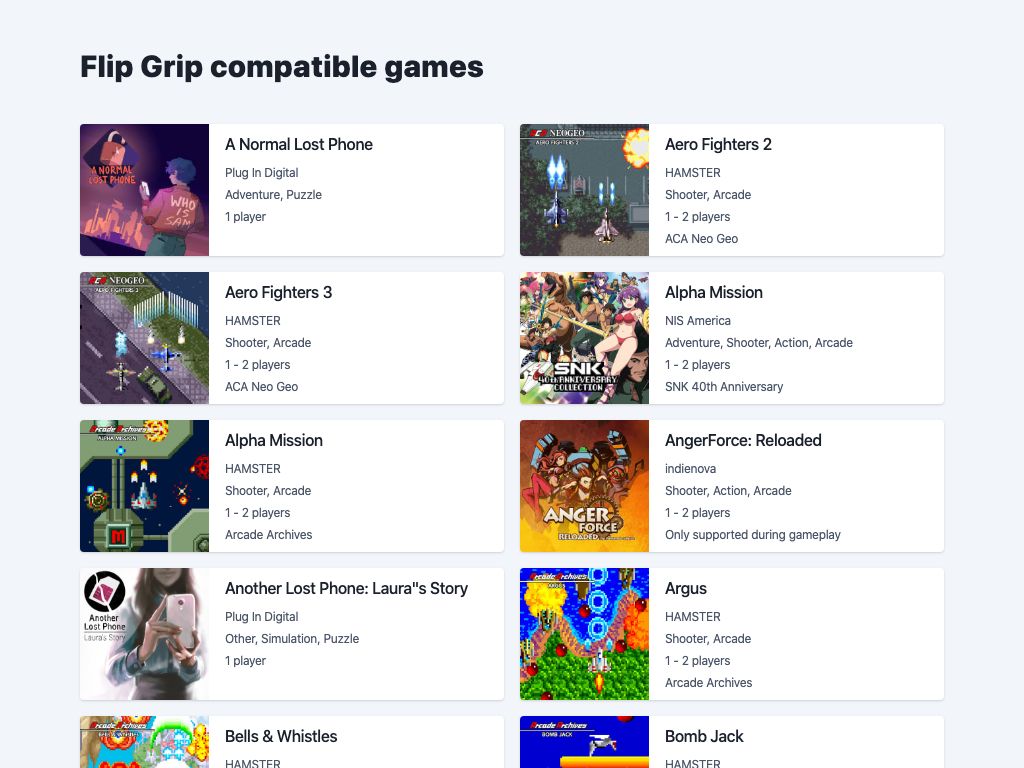 Flip Grip compatible games
A NORMAL
LOST PHONE
WHO
IS
SAM
A Normal Lost Phone
Plug In Digital
Adventure, Puzzle
1 player
ACA NEOGEO
AERO FIGHTERS 2
Aero Fighters 2
HAMSTER
Shooter, Arcade
1 - 2 players
ACA Neo Geo
ACA NEOGEO
AERO FIGHTERS 3
Aero Fighters 3
HAMSTER
Shooter, Arcade
1 - 2 players
ACA Neo Geo
SNK
40th ANNIVERSARY
COLLECTION
Alpha Mission
NIS America
Adventure, Shooter, Action, Arcade
1 - 2 players
SNK 40th Anniversary
Arcade Archives
ALPHA MISSION
M
Alpha Mission
HAMSTER
Shooter, Arcade
1 - 2 players
Arcade Archives
ANGER
FORCE
RELOADED
AngerForce: Reloaded
indienova
Shooter, Action, Arcade
1 - 2 players
Only supported during gameplay
Another
Lost Phone
Laura's Story
Another Lost Phone: Laura"s Story
Plug In Digital
Other, Simulation, Puzzle
1 player
Arcade Archives
ARGUS
Argus
HAMSTER
Shooter, Arcade
1 - 2 players
Arcade Archives
Arcade Archives
BELLS & WHISTLES
Bells & Whistles
HAMSTER
Arcade Archives
BOMB JACK
Bomb Jack
HAMSTER